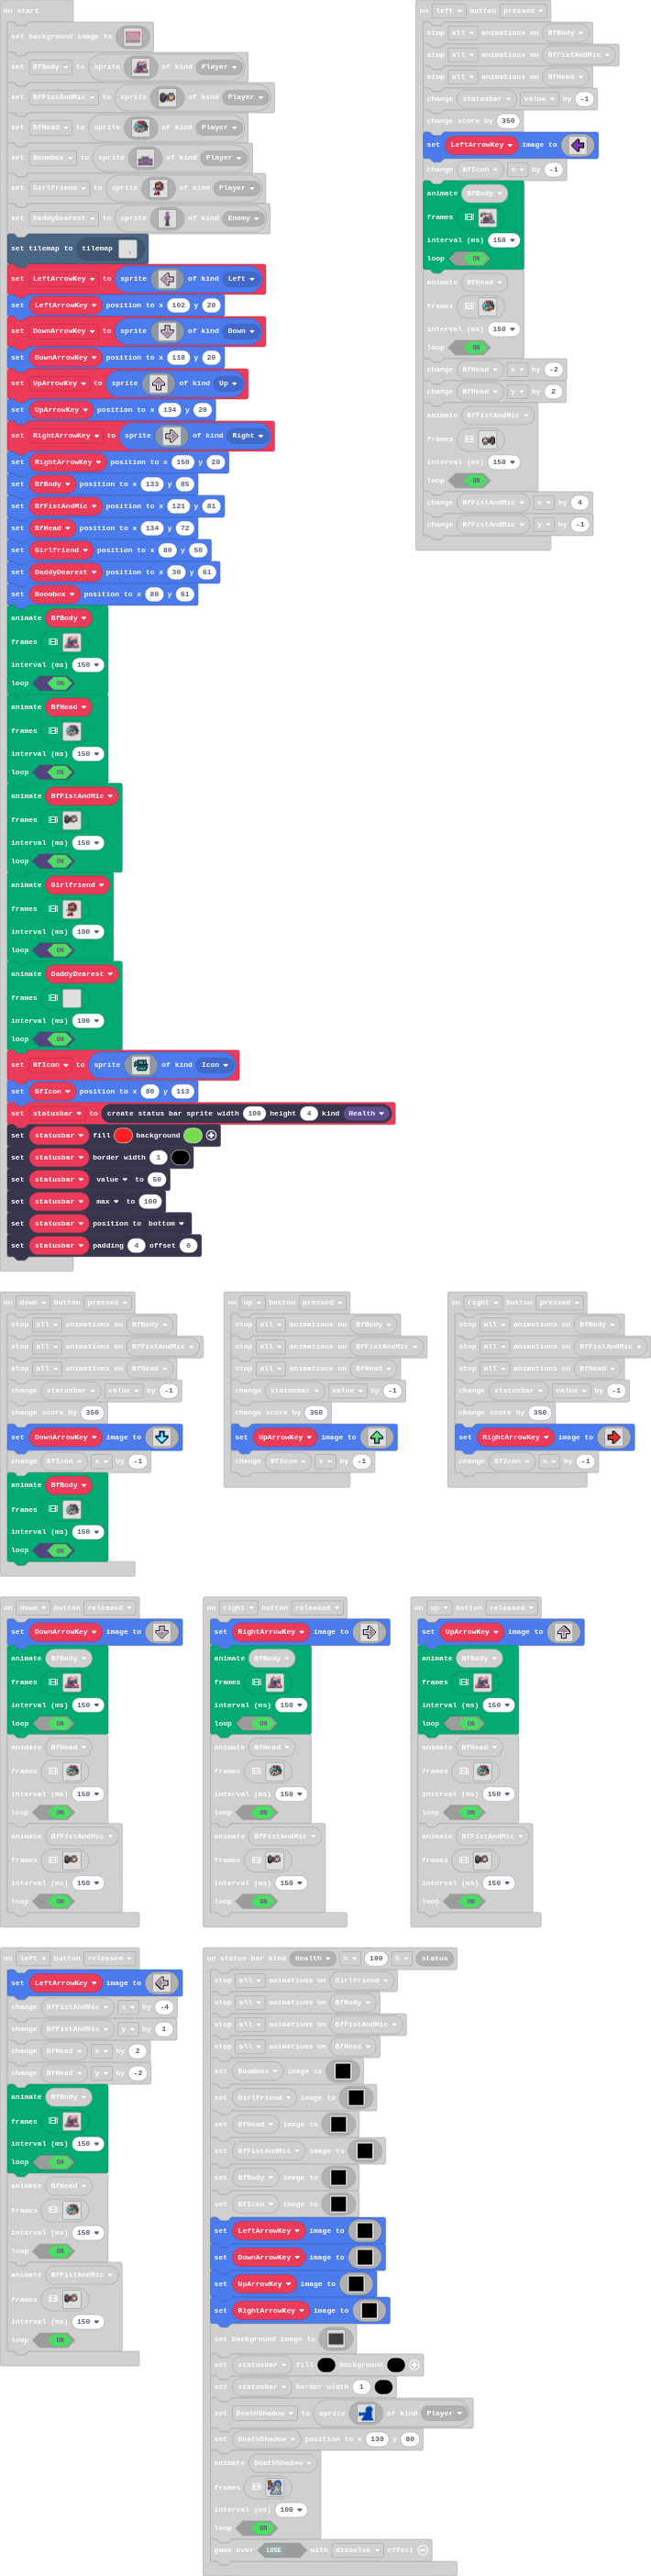 on start
set background image to
set BfBody to sprite of kind Player
set BfFistAndMic to sprite of kind Player
set BfHead to sprite of kind Player
set Boombox to sprite of kind Player
set Girlfriend to sprite of kind Player
set DaddyDearest to sprite of kind Enemy
set tilemap to tilemap
set LeftArrowKey to sprite of kind Left
set LeftArrowKey position to x 102 y 20
set DownArrowKey to sprite of kind Down
set DownArrowKey position to x 118 y 20
set UpArrowKey to sprite of kind Up
set UpArrowKey position to x 134 y 20
set RightArrowKey to sprite of kind Right
set RightArrowKey position to x 150 y 20
set BfBody position to x 133 y 85
set BfFistAndMic position to x 121 y 81
set BfHead position to x 134 y 72
set Girlfriend position to x 80 y 50
set DaddyDearest position to x 30 y 61
set Boombox position to x 80 y 61
animate BfBody
frames
interval (ms) 150
loop ON
animate BfHead
frames
interval (ms) 150
loop ON
animate BfFistAndMic
frames
interval (ms) 150
loop ON
animate Girlfriend
frames
interval (ms) 100
loop ON
animate DaddyDearest
frames
interval (ms) 100
loop ON
set BfIcon to sprite of kind Icon
set BfIcon position to x 80 y 113
set statusbar to create status bar sprite width 100 height 4 kind Health
set statusbar fill background
set statusbar border width 1
set statusbar value to 50
set statusbar max to 100
set statusbar position to bottom
set statusbar padding 4 offset 0
on left button pressed
stop all animations on BfBody
stop all animations on BfFistAndMic
stop all animations on BfHead
change statusbar value by -1
change score by 350
set LeftArrowKey image to
change BfIcon x by -1
animate BfBody
frames
interval (ms) 150
loop ON
animate BfHead
frames
interval (ms) 150
loop ON
change BfHead x by -2
change BfHead y by 2
animate BfFistAndMic
frames
interval (ms) 150
loop ON
change BfFistAndMic x by 4
change BfFistAndMic y by -1
on down button pressed
stop all animations on BfBody
stop all animations on BfFistAndMic
stop all animations on BfHead
change statusbar value by -1
change score by 350
set DownArrowKey image to
change BfIcon x by -1
animate BfBody
frames
interval (ms) 150
loop ON
on up button pressed
stop all animations on BfBody
stop all animations on BfFistAndMic
stop all animations on BfHead
change statusbar value by -1
change score by 350
set UpArrowKey image to
change BfIcon x by -1
on right button pressed
stop all animations on BfBody
stop all animations on BfFistAndMic
stop all animations on BfHead
change statusbar value by -1
change score by 350
set RightArrowKey image to
change BfIcon x by -1
on down button released
set DownArrowKey image to
animate BfBody
frames
interval (ms) 150
loop ON
animate BfHead
frames
interval (ms) 150
loop ON
animate BfFistAndMic
frames
interval (ms) 150
loop ON
on right button released
set RightArrowKey image to
animate BfBody
frames
interval (ms) 150
loop ON
animate BfHead
frames
interval (ms) 150
loop ON
animate BfFistAndMic
frames
interval (ms) 150
loop ON
on up button released
set UpArrowKey image to
animate BfBody
frames
interval (ms) 150
loop ON
animate BfHead
frames
interval (ms) 150
loop ON
animate BfFistAndMic
frames
interval (ms) 150
loop ON
on left button released
set LeftArrowKey image to
change BfFistAndMic x by -4
change BfFistAndMic y by 1
change BfHead x by 2
change BfHead y by -2
animate BfBody
frames
interval (ms) 150
loop ON
animate BfHead
frames
interval (ms) 150
loop ON
animate BfFistAndMic
frames
interval (ms) 150
loop ON
on status bar kind Health = 100 % status
stop all animations on Girlfriend
stop all animations on BfBody
stop all animations on BfFistAndMic
stop all animations on BfHead
set Boombox image to
set Girlfriend image to
set BfHead image to
set BfFistAndMic image to
set BfBody image to
set BfIcon image to
set LeftArrowKey image to
set DownArrowKey image to
set UpArrowKey image to
set RightArrowKey image to
set background image to
set statusbar fill background
set statusbar border width 1
set DeathShadow to sprite of kind Player
set DeathShadow position to x 130 y 80
animate DeathShadow
frames
interval (ms) 100
loop ON
game over LOSE with dissolve effect